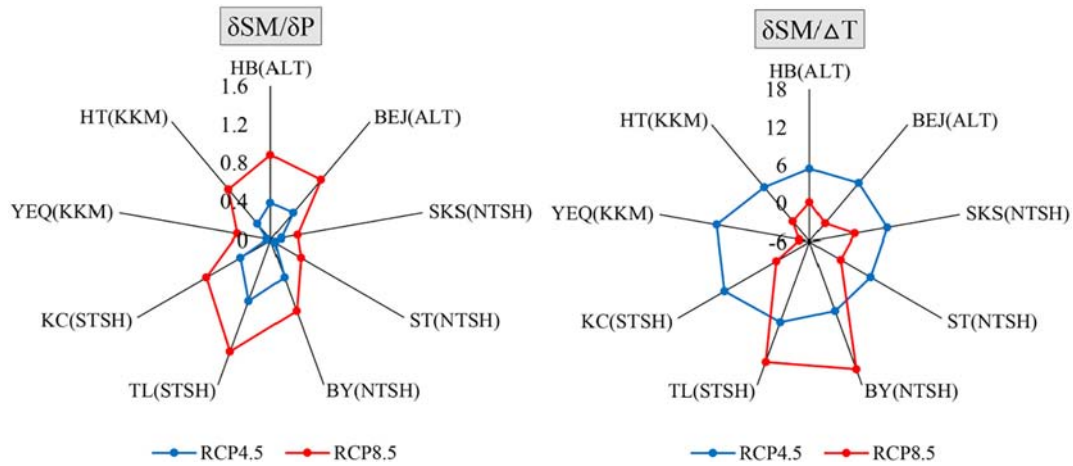 δSM/δP
HB(ALT)
1.6
1.2
0.8
0.4
0
BEJ(ALT)
SKS(NTSH)
ST(NTSH)
BY(NTSH)
TL(STSH)
KC(STSH)
YEQ(KKM)
HT(KKM)
RCP4.5
RCP8.5
δSM/△T
HB(ALT)
18
12
6
0
-6
BEJ(ALT)
SKS(NTSH)
ST(NTSH)
BY(NTSH)
TL(STSH)
KC(STSH)
YEQ(KKM)
HT(KKM)
RCP4.5
RCP8.5